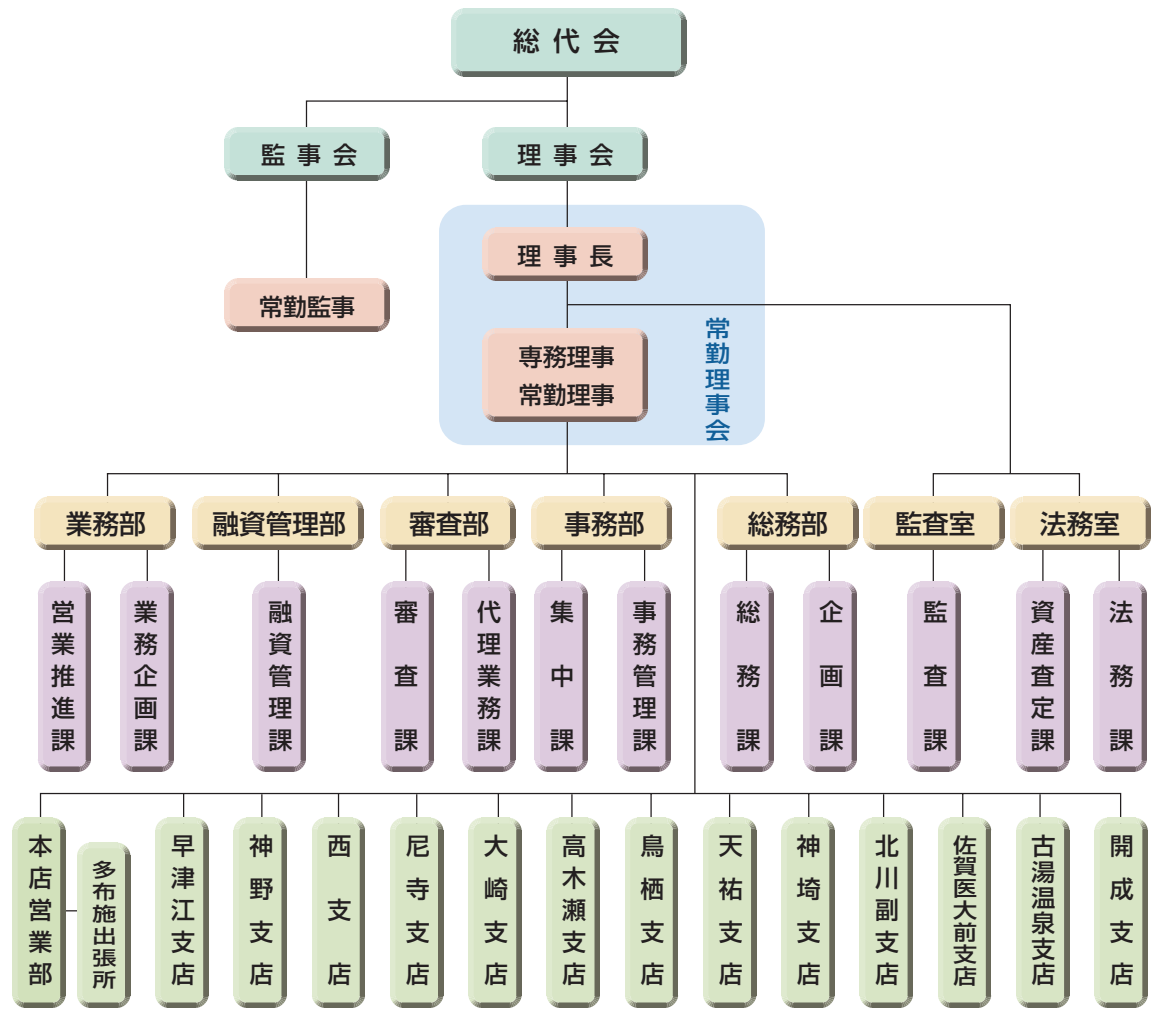 総代会
監事会
理事会
理事長
常勤監事
専務理事
常勤理事
常勤理事会
業務部
融資管理部
審査部
事務部
総務部
監査室
法務室
営業推進課
業務企画課
融資管理課
審査課
代理業務課
集中課
事務管理課
総務課
企画課
監査課
資産査定課
法務課
本店営業部
多布施出張所
早津江支店
神野支店
西支店
尼寺支店
大崎支店
高木瀬支店
鳥栖支店
天祐支店
神埼支店
北川副支店
佐賀医大前支店
古湯温泉支店
開成支店